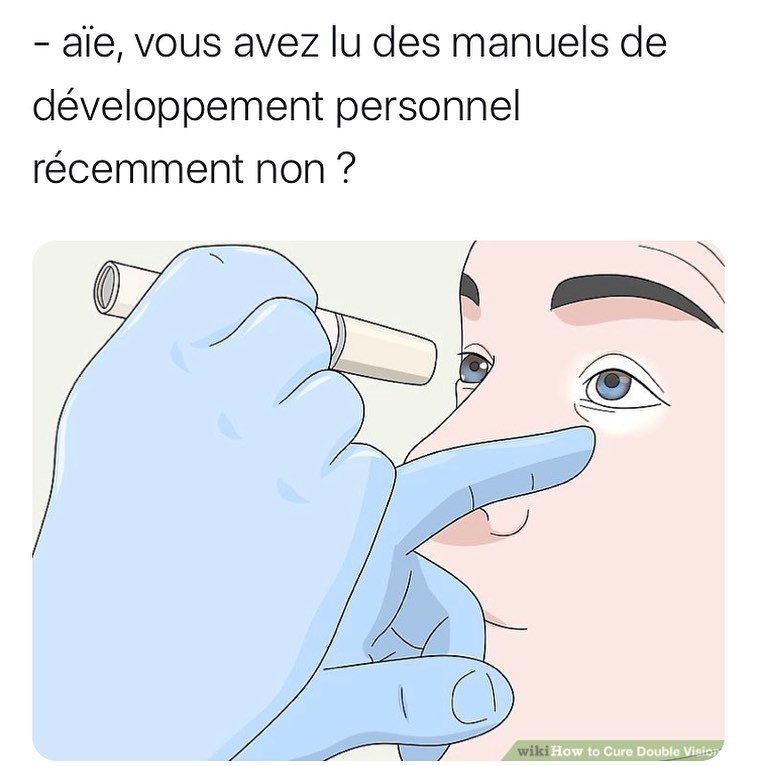 - aïe, vous avez lu des manuels de
développement personnel
récemment non ?
wikiHow to Cure Double Vision